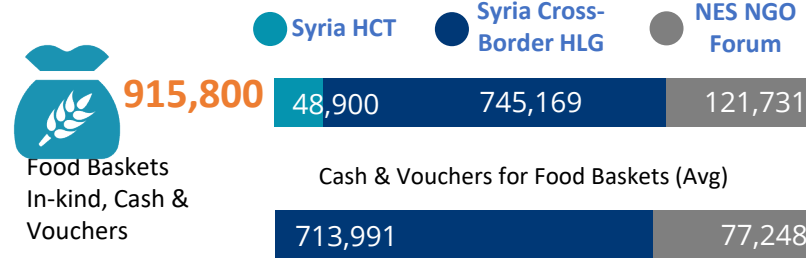 Syria HCT
Syria Cross-
Border HLG
NES NGO
Forum
915,800
48,900
745,169
121,731
Food Baskets
In-kind, Cash &
Vouchers
Cash & Vouchers for Food Baskets (Avg)
713,991
77,248